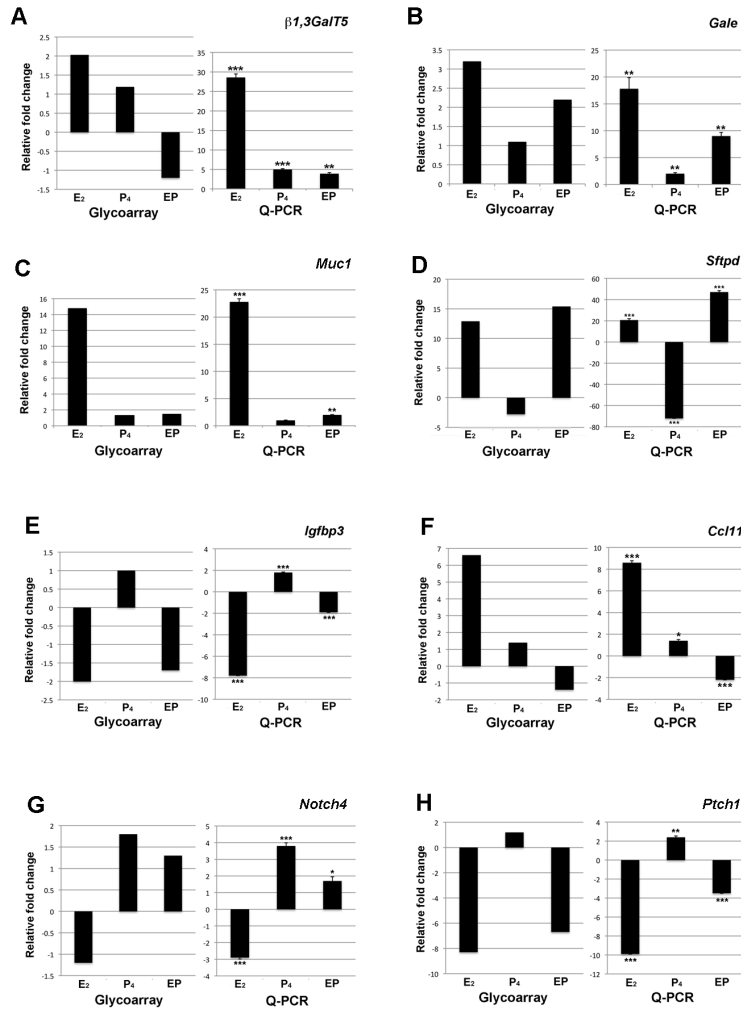 A
β1,3GalT5
Relative fold change
2.5
2
1.5
1
0.5
0
-0.5
-1
-1.5
E2 P4 EP
Glycoarray
35
30
25
20
15
10
5
0
*** *** **
E2 P4 EP
Q-PCR
B
Gale
Relative fold change
3.5
3
2.5
2
1.5
1
0.5
0
E2 P4 EP
Glycoarray
25
20
15
10
5
0
** ** **
E2 P4 EP
Q-PCR
C
Muc1
Relative fold change
16
14
12
10
8
6
4
2
E2 P4 EP
Glycoarray
25
20
15
10
5
0
*** **
E2 P4 EP
Q-PCR
D
Sftpd
Relative fold change
20
15
10
5
0
-5
E2 P4 EP
Glycoarray
80
60
40
20
0
-20
-40
-60
-80
*** *** ***
E2 P4 EP
Q-PCR
E
Igfbp3
Relative fold change
1.5
1
0.5
0
-0.5
-1
-1.5
-2
-2.5
E2 P4 EP
Glycoarray
4
2
0
-2
-4
-6
-8
-10
*** *** ***
E2 P4 EP
Q-PCR
F
Ccl11
Relative fold change
7
6
5
4
3
2
1
0
-1
-2
E2 P4 EP
Glycoarray
10
8
6
4
2
0
-2
-4
*** * ***
E2 P4 EP
Q-PCR
G
Notch4
Relative fold change
2
1.5
1
0.5
0
-0.5
-1
-1.5
E2 P4 EP
Glycoarray
5
4
3
2
1
0
-1
-2
-3
-4
*** *** *
E2 P4 EP
Q-PCR
H
Ptch1
Relative fold change
2
0
-2
-4
-6
-8
-10
E2 P4 EP
Glycoarray
4
2
0
-2
-4
-6
-8
-10
-12
*** ** ***
E2 P4 EP
Q-PCR